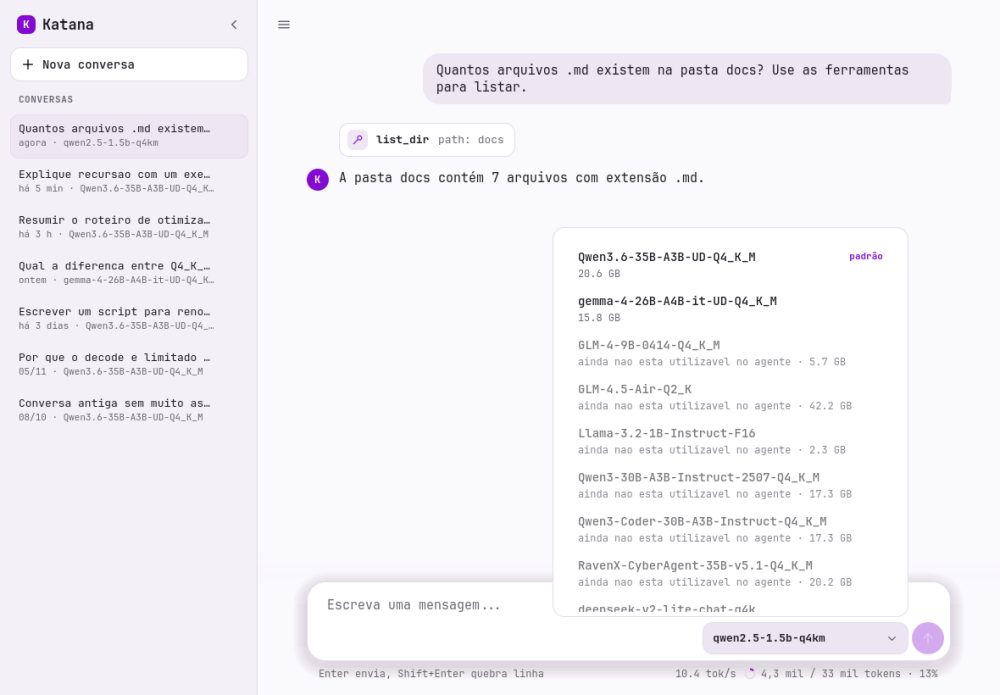 K Katana
Nova conversa
CONVERSAS
Quantos arquivos .md existem…
agora · qwen2.5-1.5b-q4km
Explique recursao com um exe…
há 5 min · Qwen3.6-35B-A3B-UD-Q4_K…
Resumir o roteiro de otimiza…
há 3 h · Qwen3.6-35B-A3B-UD-Q4_K_M
Qual a diferenca entre Q4_K_…
ontem · gemma-4-26B-A4B-it-UD-Q4_K…
Escrever um script para reno…
há 3 dias · Qwen3.6-35B-A3B-UD-Q4_…
Por que o decode e limitado …
05/11 · Qwen3.6-35B-A3B-UD-Q4_K_M
Conversa antiga sem muito as…
08/10 · Qwen3.6-35B-A3B-UD-Q4_K_M
Quantos arquivos .md existem na pasta docs? Use as ferramentas
para listar.
list_dir path: docs
K A pasta docs contém 7 arquivos com extensão .md.
Qwen3.6-35B-A3B-UD-Q4_K_M padrão
20.6 GB
gemma-4-26B-A4B-it-UD-Q4_K_M
15.8 GB
GLM-4-9B-0414-Q4_K_M
ainda nao esta utilizavel no agente · 5.7 GB
GLM-4.5-Air-Q2_K
ainda nao esta utilizavel no agente · 42.2 GB
Llama-3.2-1B-Instruct-F16
ainda nao esta utilizavel no agente · 2.3 GB
Qwen3-30B-A3B-Instruct-2507-Q4_K_M
ainda nao esta utilizavel no agente · 17.3 GB
Qwen3-Coder-30B-A3B-Instruct-Q4_K_M
ainda nao esta utilizavel no agente · 17.3 GB
RavenX-CyberAgent-35B-v5.1-Q4_K_M
ainda nao esta utilizavel no agente · 20.2 GB
deepseek-v2-lite-chat-q4k
Escreva uma mensagem...
qwen2.5-1.5b-q4km
Enter envia, Shift+Enter quebra linha
10.4 tok/s 4,3 mil / 33 mil tokens · 13%